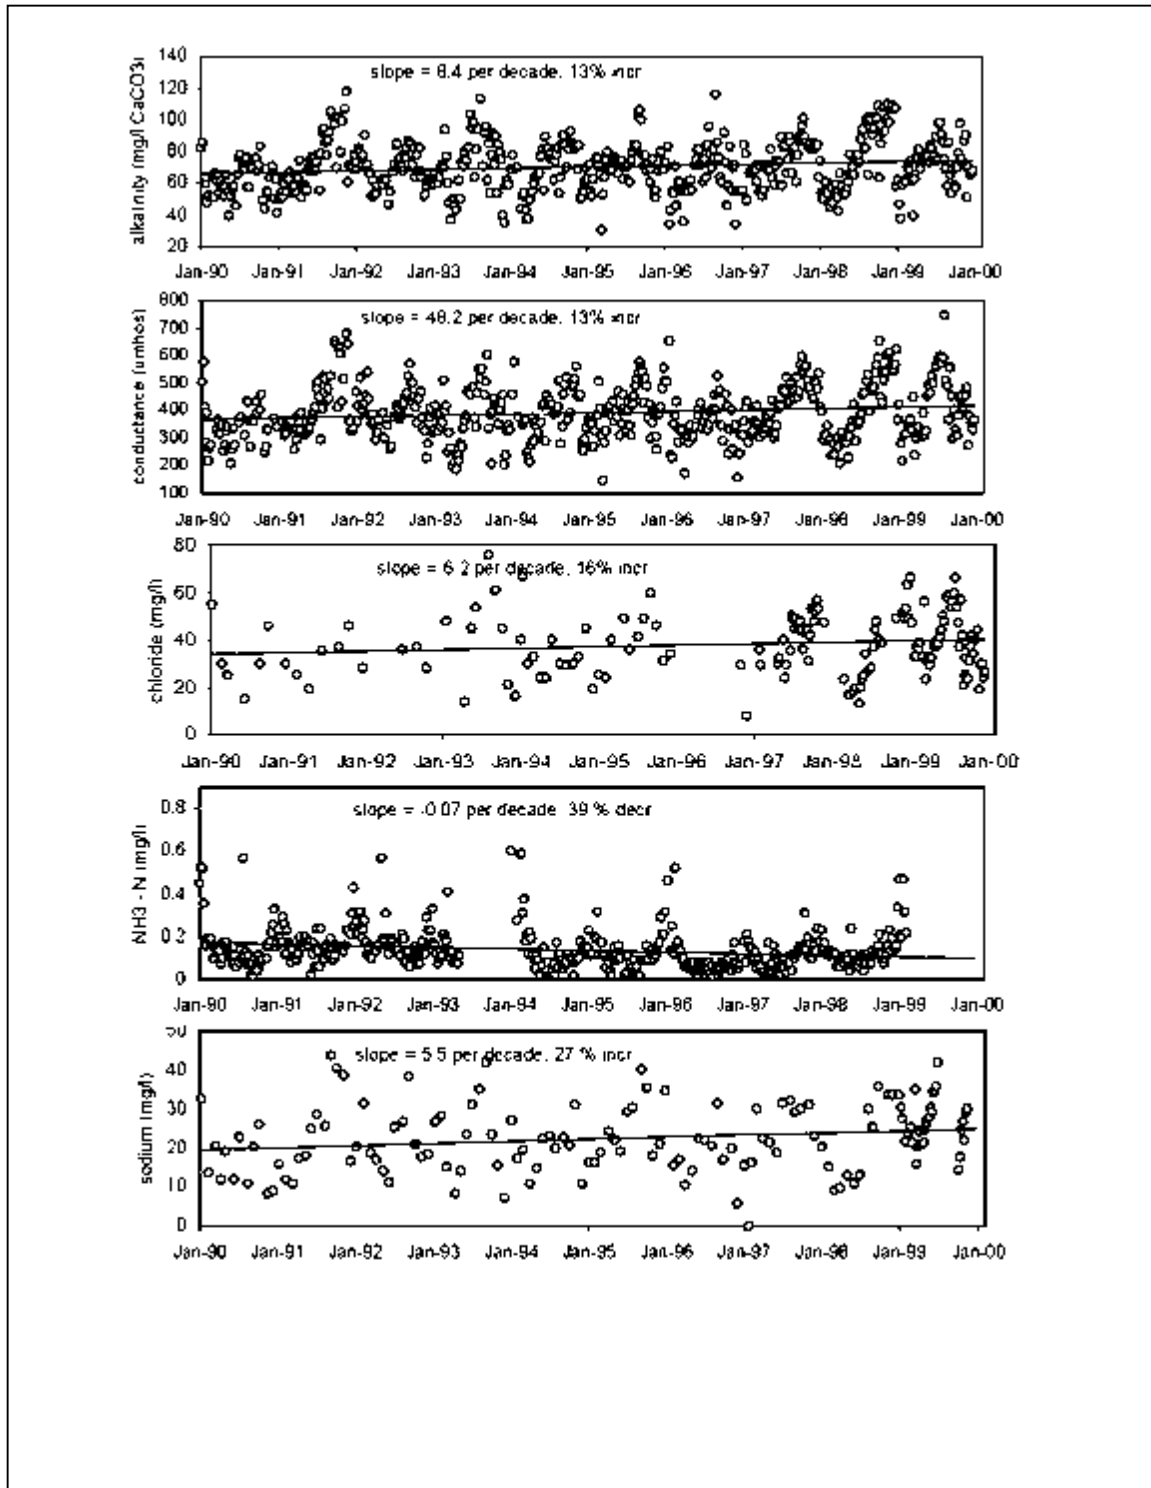 140
120
100
80
60
40
20
alkalinity (mg/l CaCO3)
slope = 8.4 per decade, 13% incr
Jan-90 Jan-91 Jan-92 Jan-93 Jan-94 Jan-95 Jan-96 Jan-97 Jan-98 Jan-99 Jan-00
800
700
600
500
400
300
200
100
conductance (umhos)
slope = 48.2 per decade, 13% incr
Jan-90 Jan-91 Jan-92 Jan-93 Jan-94 Jan-95 Jan-96 Jan-97 Jan-98 Jan-99 Jan-00
80
60
40
20
0
chloride (mg/l)
slope = 6.2 per decade, 16% incr
Jan-90 Jan-91 Jan-92 Jan-93 Jan-94 Jan-95 Jan-96 Jan-97 Jan-98 Jan-99 Jan-00
0.8
0.6
0.4
0.2
0
NH3 - N (mg/l)
slope = -0.07 per decade, 39 % decr
Jan-90 Jan-91 Jan-92 Jan-93 Jan-94 Jan-95 Jan-96 Jan-97 Jan-98 Jan-99 Jan-00
50
40
30
20
10
0
sodium (mg/l)
slope = 5.5 per decade, 27 % incr
Jan-90 Jan-91 Jan-92 Jan-93 Jan-94 Jan-95 Jan-96 Jan-97 Jan-98 Jan-99 Jan-00